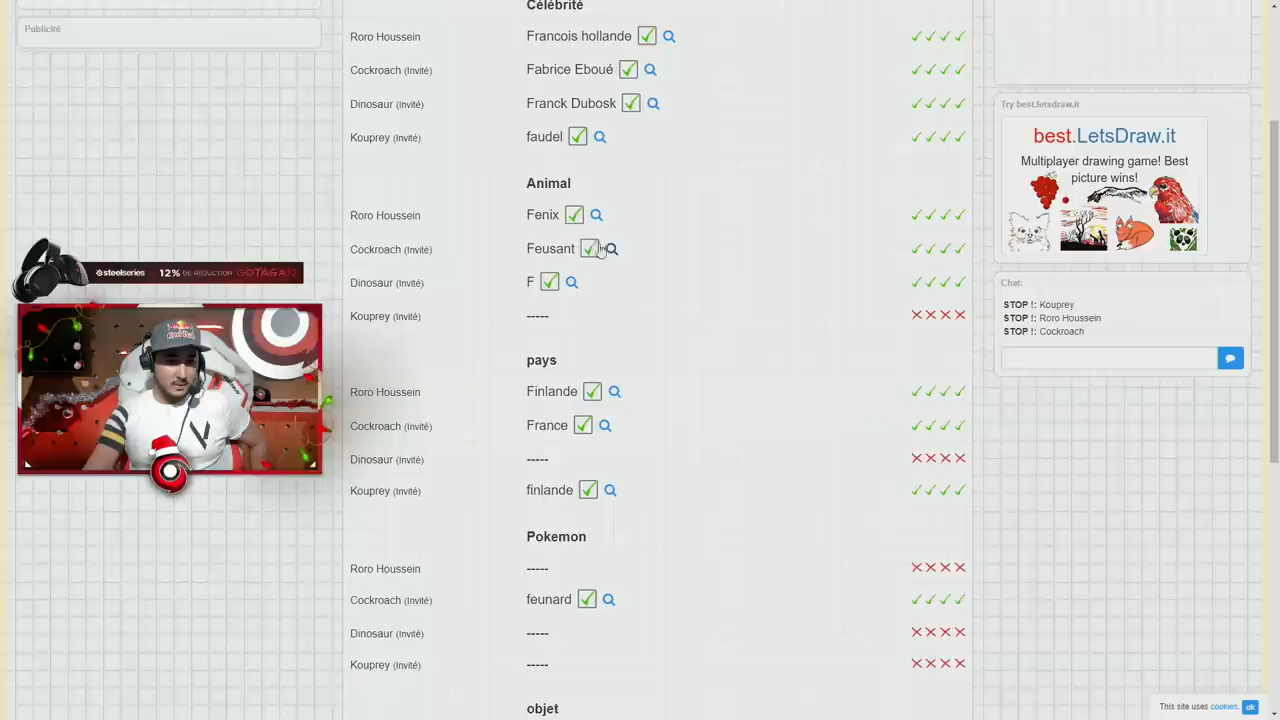 Célébrité
Publicité
Roro Houssein Francois hollande
Cockroach (Invité) Fabrice Eboué
Dinosaur (Invité) Franck Dubosk
Kouprey (Invité) faudel
Animal
Roro Houssein Fenix
Cockroach (Invité) Feusant
Dinosaur (Invité) F
Kouprey (Invité) -----
pays
Roro Houssein Finlande
Cockroach (Invité) France
Dinosaur (Invité) -----
Kouprey (Invité) finlande
Pokemon
Roro Houssein -----
Cockroach (Invité) feunard
Dinosaur (Invité) -----
Kouprey (Invité) -----
objet
steelseries 12% DE REDUCTION GOTAGA12
Red Bull
Try best.letsdraw.it
best.LetsDraw.it
Multiplayer drawing game! Best
picture wins!
Chat:
STOP !: Kouprey
STOP !: Roro Houssein
STOP !: Cockroach
This site uses cookies. ok